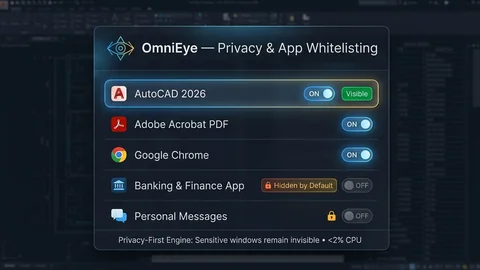 OmniEye — Privacy & App Whitelisting
AutoCAD 2026 ON Visible
Adobe Acrobat PDF ON
Google Chrome ON
Banking & Finance App Hidden by Default OFF
Personal Messages OFF
Privacy-First Engine: Sensitive windows remain invisible • <2% CPU